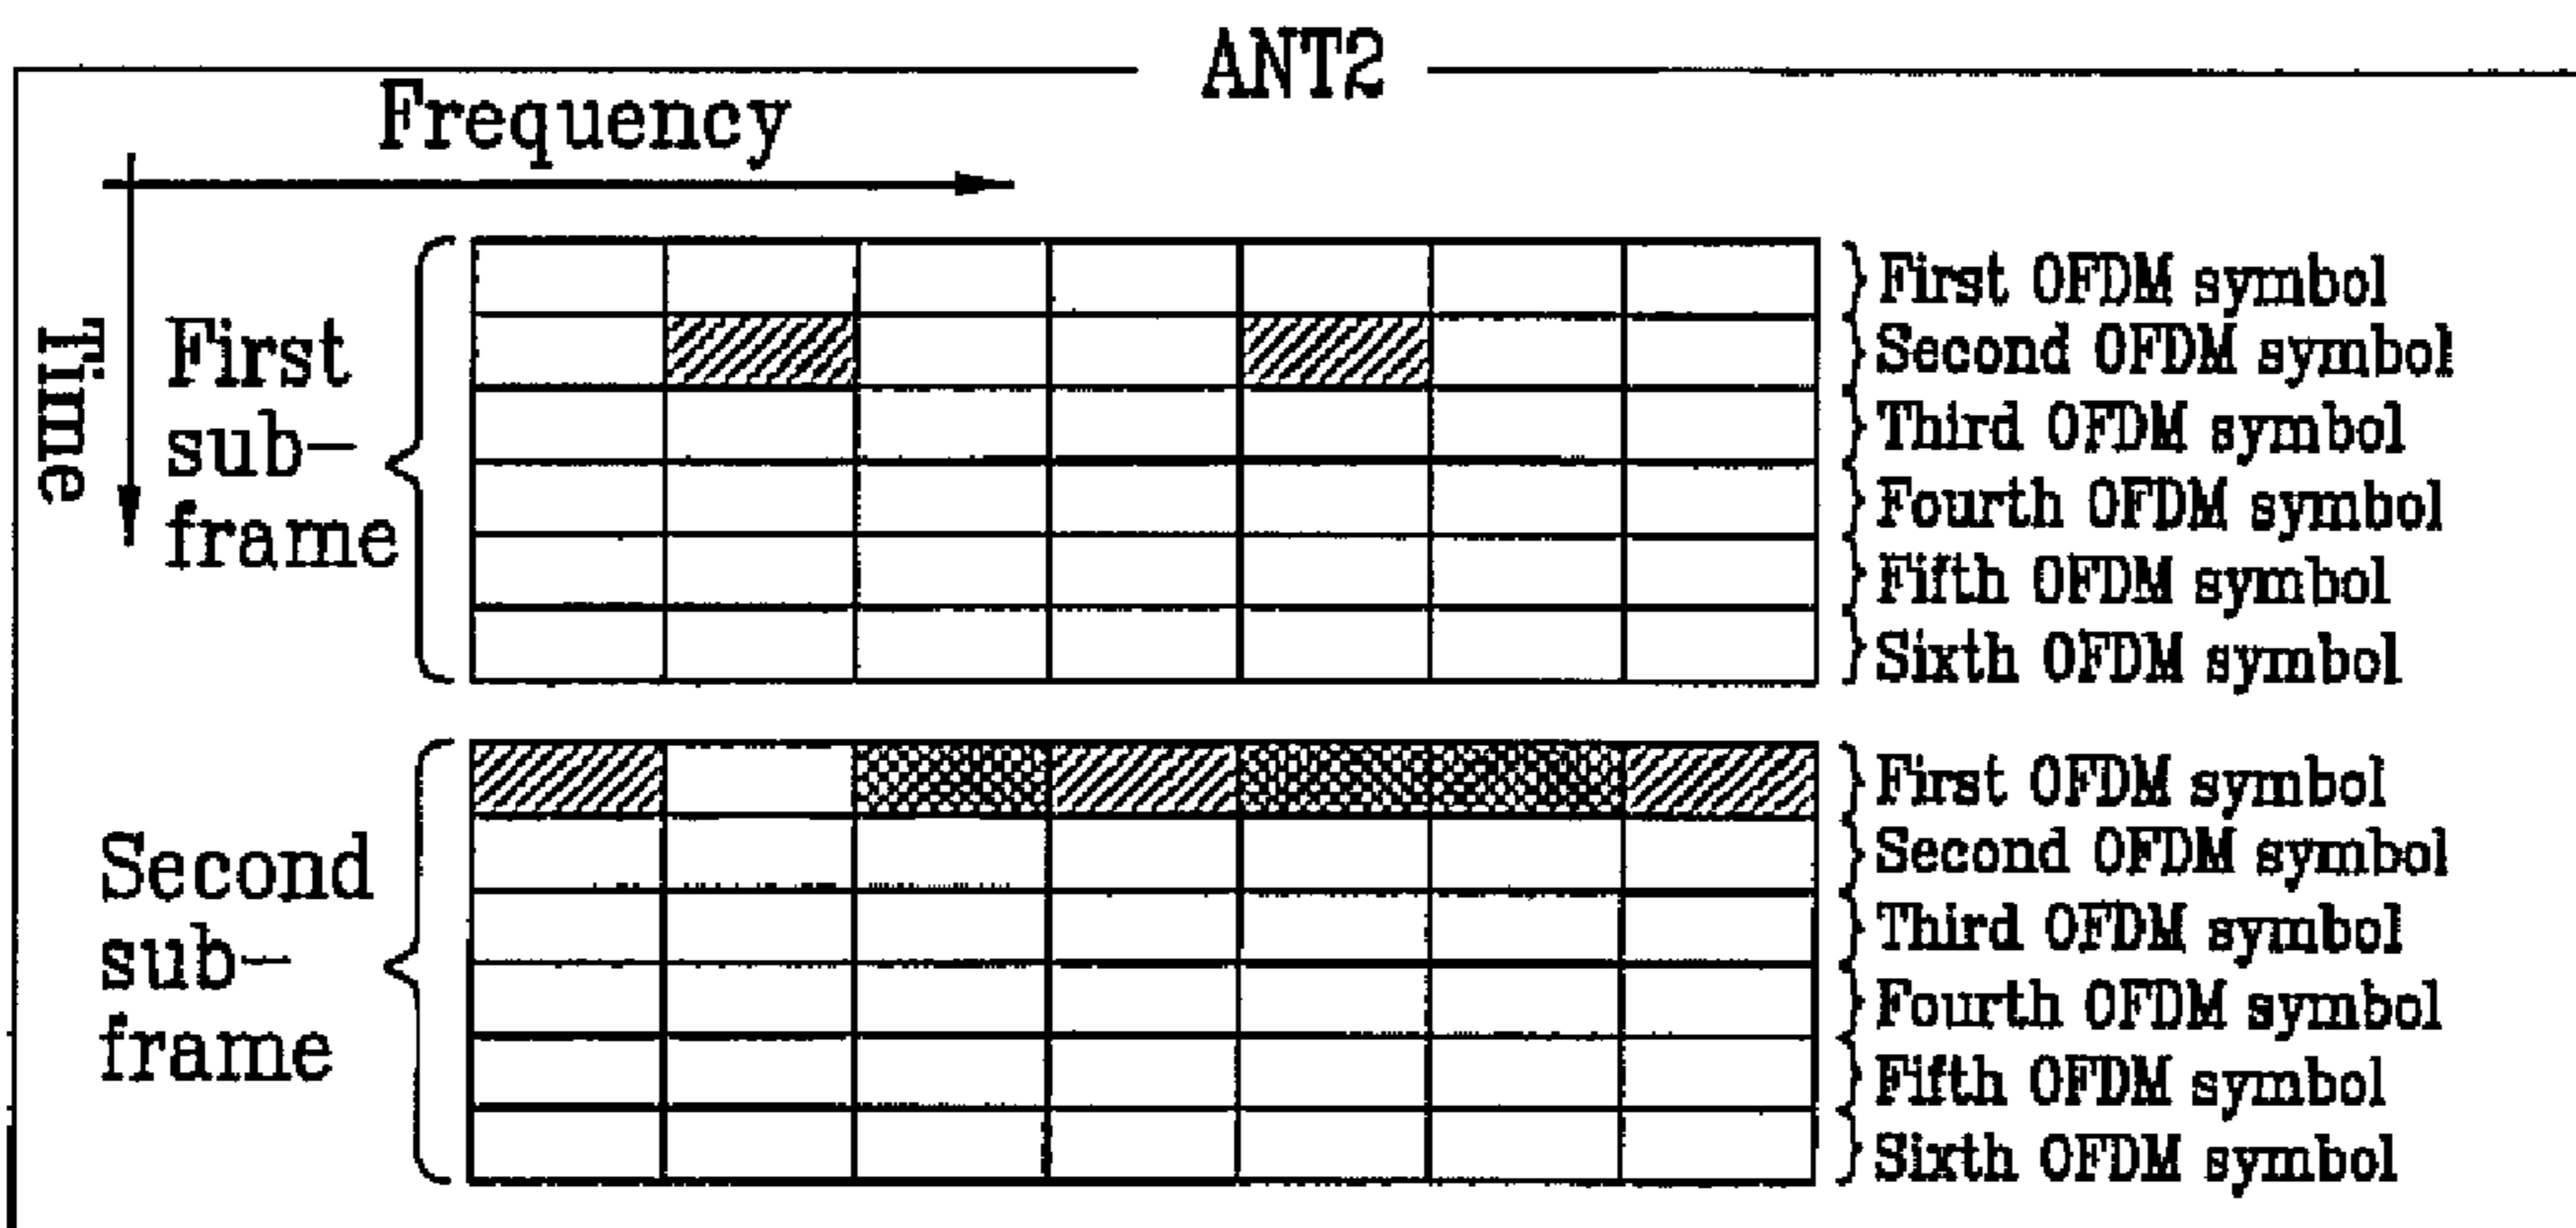 ANT2
Frequency
Time
First
sub-
frame
First OFDM symbol
Second OFDM symbol
Third OFDM symbol
Fourth OFDM symbol
Fifth OFDM symbol
Sixth OFDM symbol
Second
sub-
frame
First OFDM symbol
Second OFDM symbol
Third OFDM symbol
Fourth OFDM symbol
Fifth OFDM symbol
Sixth OFDM symbol